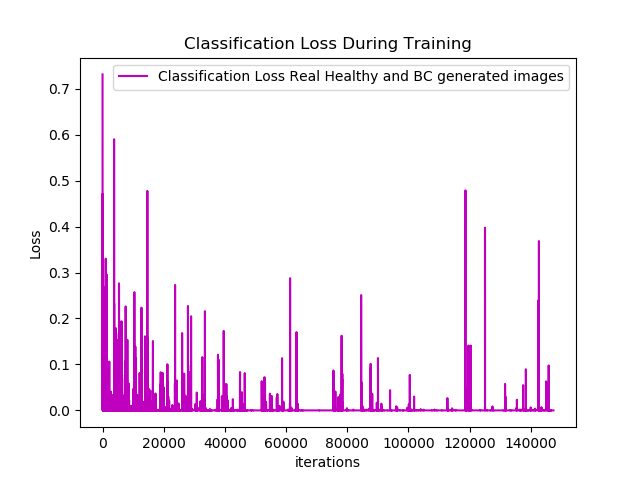 Classification Loss During Training
Classification Loss Real Healthy and BC generated images
Loss
0.7
0.6
0.5
0.4
0.3
0.2
0.1
0.0
0 20000 40000 60000 80000 100000 120000 140000
iterations